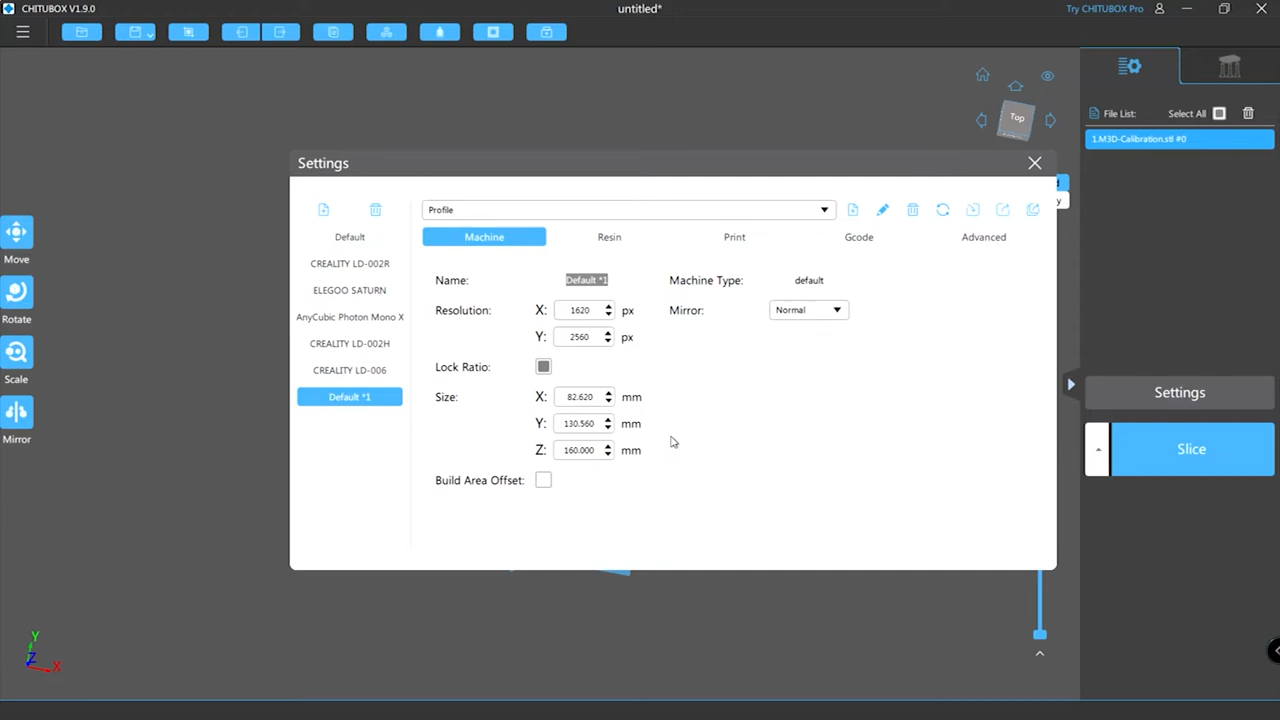 CHITUBOX V1.9.0
untitled*
Try CHITUBOX Pro
Top
File List:
Select All
1.M3D-Calibration.stl #0
Move
Rotate
Scale
Mirror
Settings
Profile
Default
CREALITY LD-002R
ELEGOO SATURN
AnyCubic Photon Mono X
CREALITY LD-002H
CREALITY LD-006
Default *1
Machine
Resin
Print
Gcode
Advanced
Name: Default *1
Machine Type: default
Resolution: X: 1620 px
Mirror: Normal
Y: 2560 px
Lock Ratio:
Size: X: 82.620 mm
Y: 130.560 mm
Z: 160.000 mm
Build Area Offset:
Settings
Slice
Y
Z
X